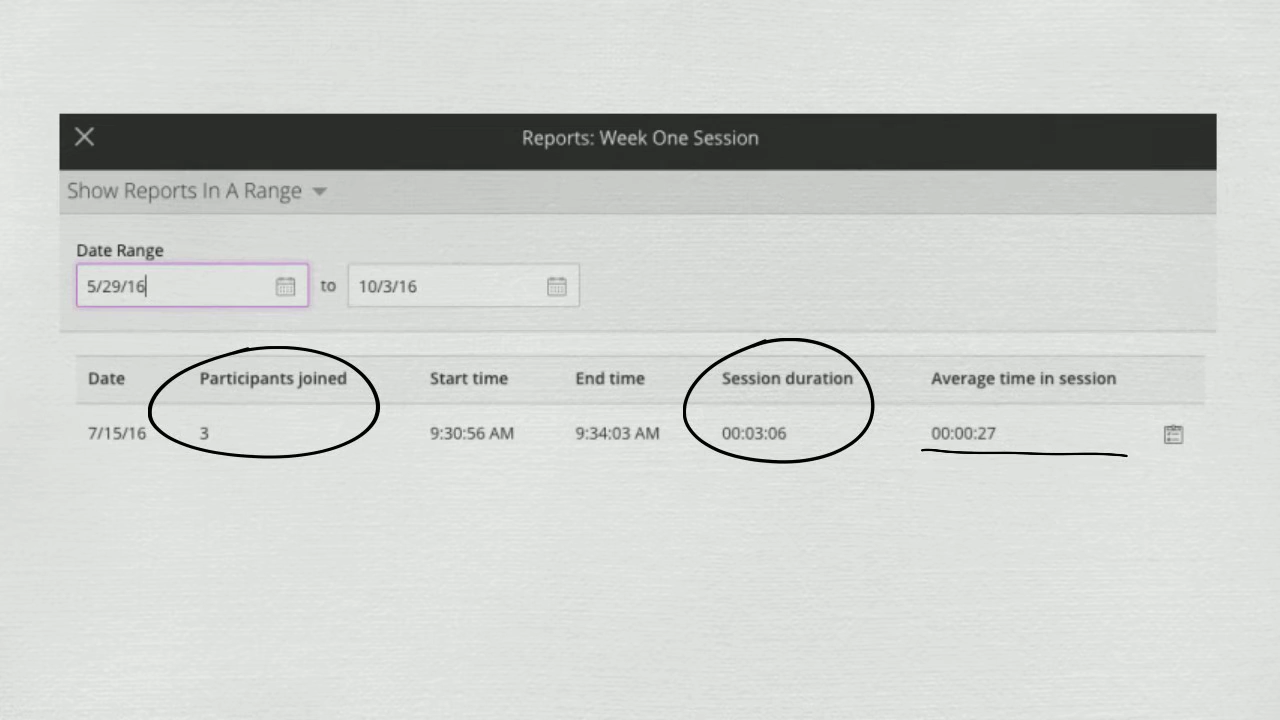 Reports: Week One Session
Show Reports In A Range
Date Range
5/29/16 to 10/3/16
Date Participants joined Start time End time Session duration Average time in session
7/15/16 3 9:30:56 AM 9:34:03 AM 00:03:06 00:00:27